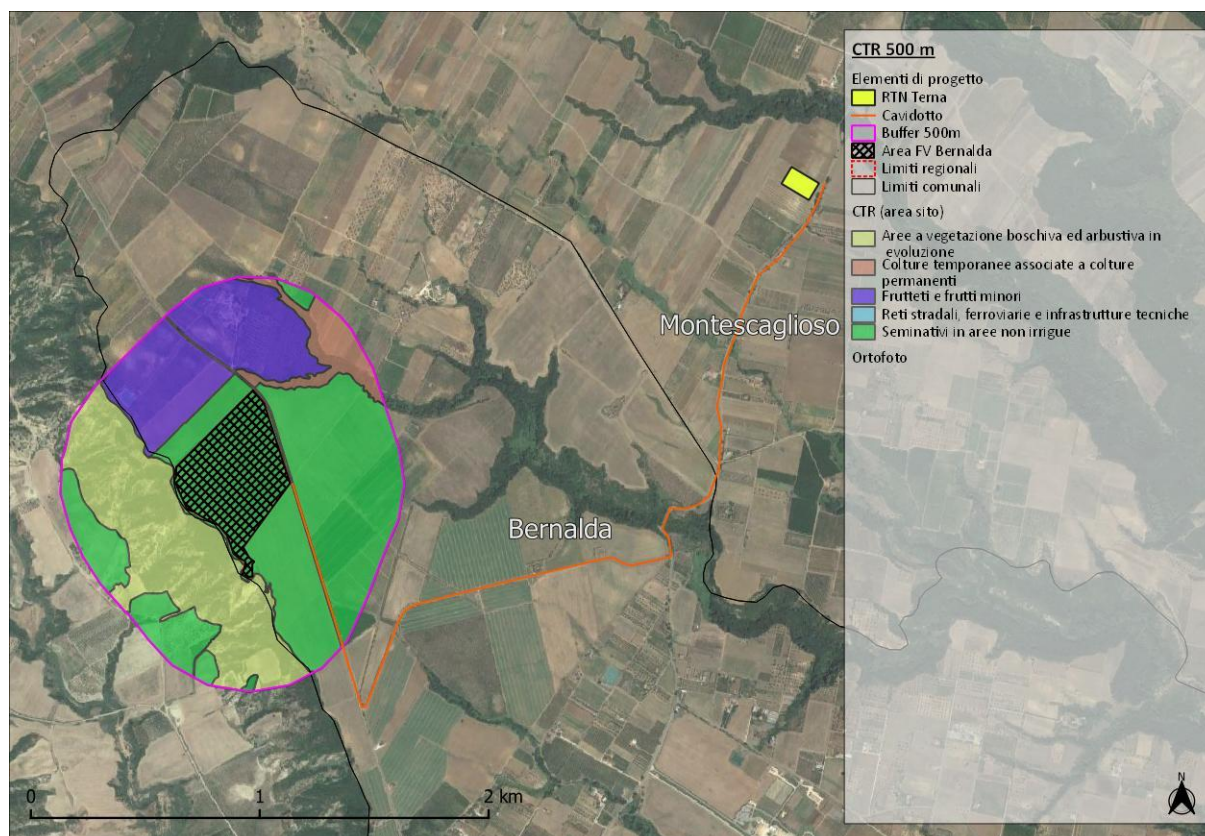 CTR 500 m
Elementi di progetto
RTN Terna
Cavidotto
Buffer 500m
Area FV Bernalda
Limiti regionali
Limiti comunali
CTR (area sito)
Aree a vegetazione boschiva ed arbustiva in
evoluzione
Colture temporanee associate a colture
permanenti
Frutteti e frutti minori
Reti stradali, ferroviarie e infrastrutture tecniche
Seminativi in aree non irrigue
Ortofoto
Montescaglioso
Bernalda
0 1 2 km
N